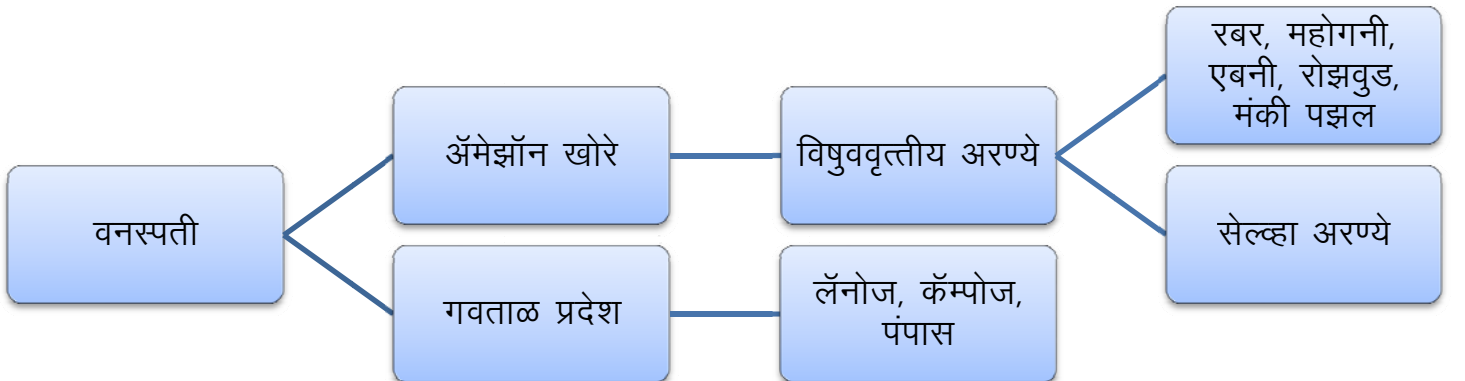 वनस्पती
ॲमेझॉन खोरे
विषुववृत्तीय अरण्ये
रबर, महोगनी,
एबनी, रोझवुड,
मंकी पझल
सेल्व्हा अरण्ये
गवताळ प्रदेश
लॅनोज, कॅम्पोज,
पंपास